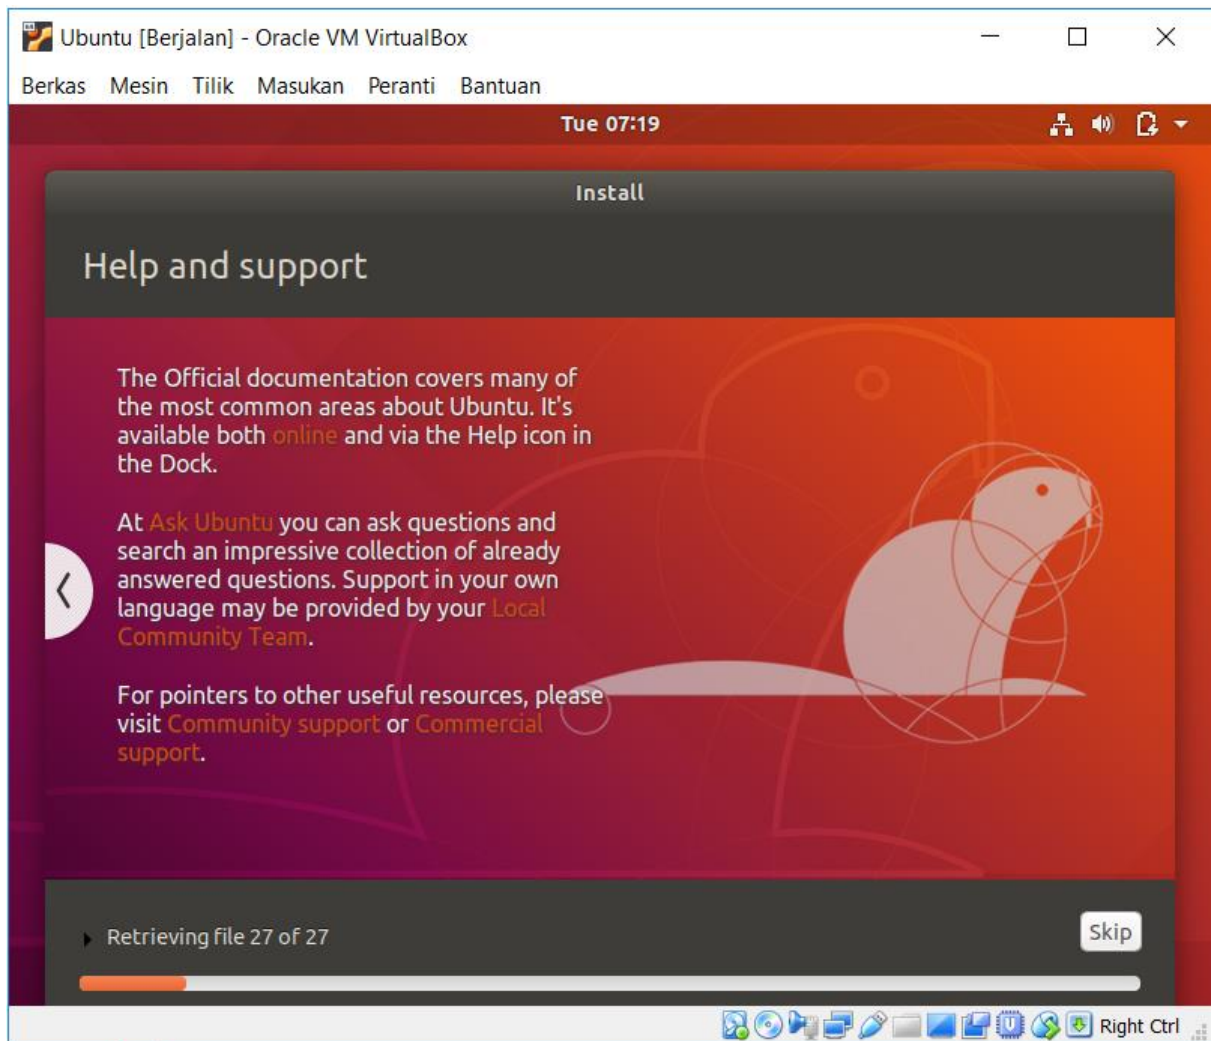 Ubuntu [Berjalan] - Oracle VM VirtualBox
Berkas Mesin Tilik Masukan Peranti Bantuan
Tue 07:19
Install
Help and support
The Official documentation covers many of
the most common areas about Ubuntu. It's
available both online and via the Help icon in
the Dock.
At Ask Ubuntu you can ask questions and
search an impressive collection of already
answered questions. Support in your own
language may be provided by your Local
Community Team.
For pointers to other useful resources, please
visit Community support or Commercial
support.
Retrieving file 27 of 27
Skip
Right Ctrl